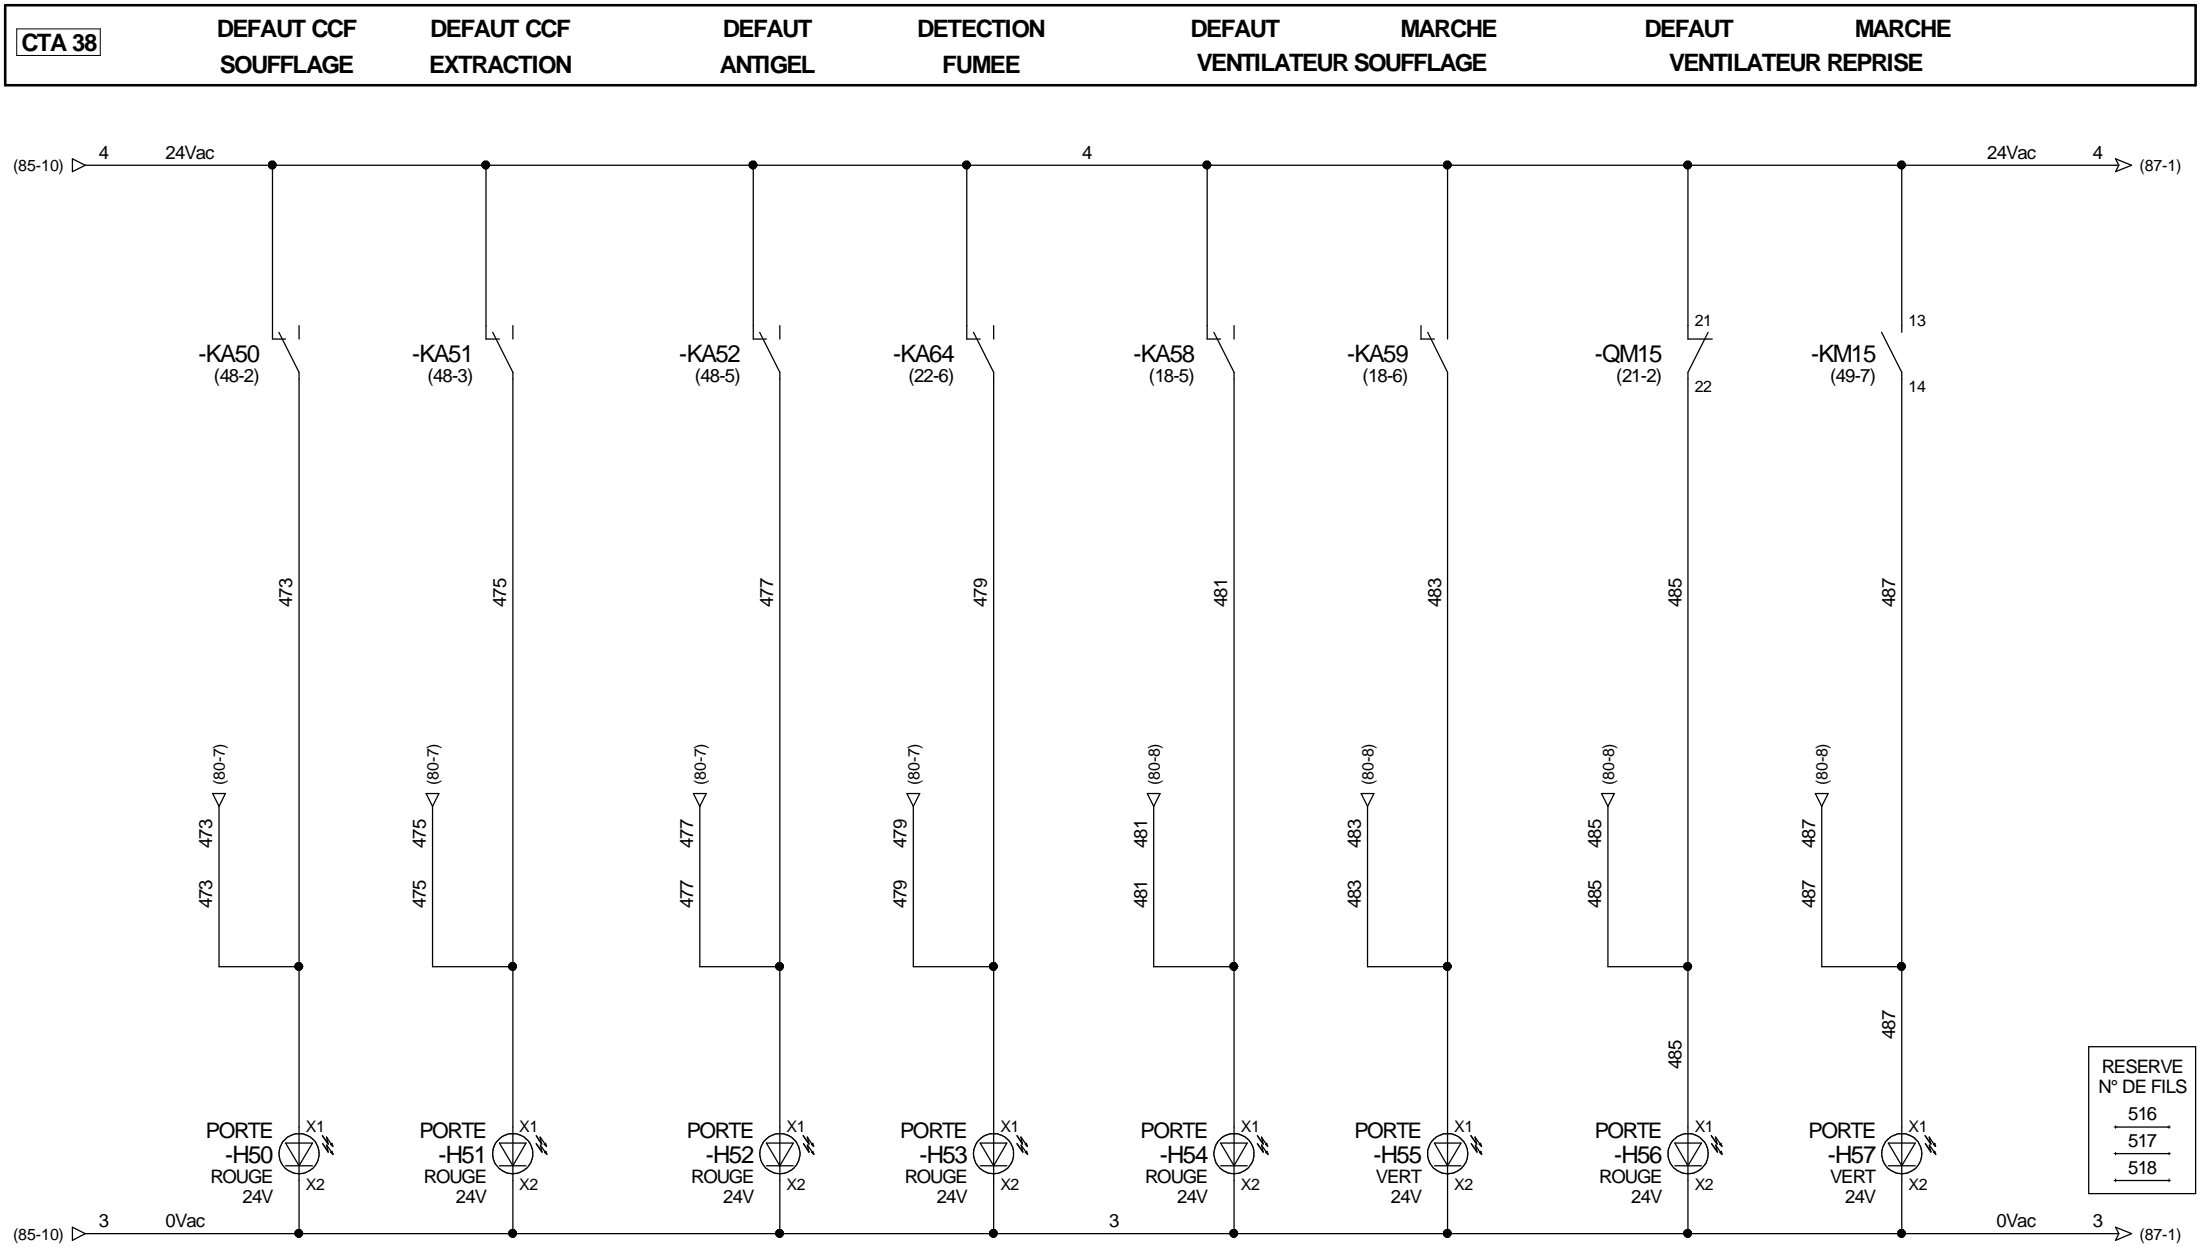 CTA 38
DEFAUT CCF
SOUFFLAGE
DEFAUT CCF
EXTRACTION
DEFAUT
ANTIGEL
DETECTION
FUMEE
DEFAUT MARCHE
VENTILATEUR SOUFFLAGE
DEFAUT MARCHE
VENTILATEUR REPRISE
(85-10) 4 24Vac 4 24Vac 4 (87-1)
-KA50
(48-2)
-KA51
(48-3)
-KA52
(48-5)
-KA64
(22-6)
-KA58
(18-5)
-KA59
(18-6)
21
-QM15
(21-2)
22
13
-KM15
(49-7)
14
473 475 477 479 481 483 485 487
(80-7) (80-7) (80-7) (80-7) (80-8) (80-8) (80-8) (80-8)
473 475 477 479 481 483 485 487
473 475 477 479 481 483 485 487
487
485
PORTE X1
-H50
ROUGE X2
24V
PORTE X1
-H51
ROUGE X2
24V
PORTE X1
-H52
ROUGE X2
24V
PORTE X1
-H53
ROUGE X2
24V
PORTE X1
-H54
ROUGE X2
24V
PORTE X1
-H55
VERT X2
24V
PORTE X1
-H56
ROUGE X2
24V
PORTE X1
-H57
VERT X2
24V
RESERVE
N° DE FILS
516
517
518
(85-10) 3 0Vac 3 0Vac 3 (87-1)